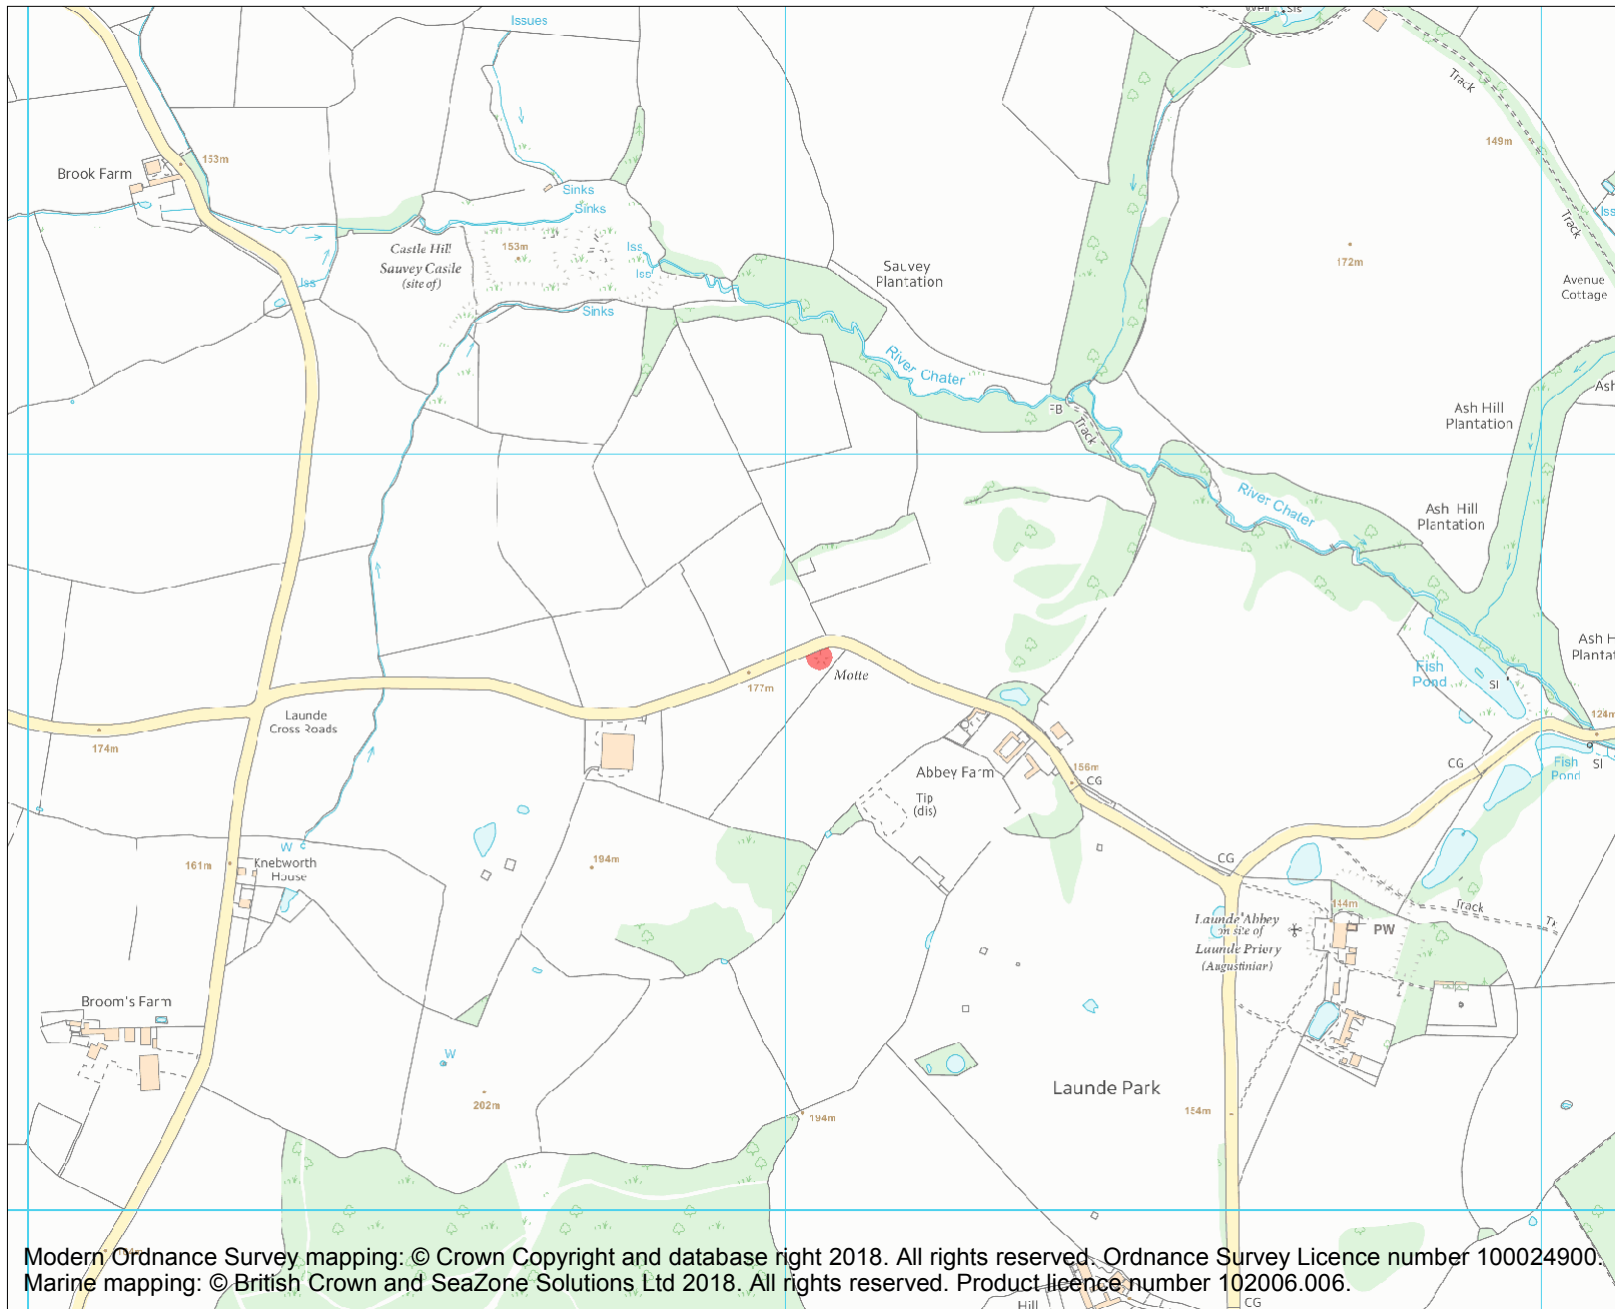 Issues
Track
149m
Brook Farm
153m
Sinks
Sinks
Track
Iss
Castle Hill
Sauvey Castle
(site of)
153m
Iss
Iss
Iss
Sinks
Sauvey
Plantation
172m
Avenue
Cottage
River Chater
Track
Ash Hill
Plantation
River Chater
Ash Hill
Plantation
Motte
177m
Fish
Pond
Sl
124m
Launde
Cross Roads
174m
Abbey Farm
156m
CG
CG
Fish
Pond
Sl
Tip
(dis)
W
Knebworth
House
161m
194m
CG
144m
Track
Launde Abbey
on site of
Launde Priory
(Augustinian)
PW
Broom's Farm
W
202m
194m
Launde Park
154m
Modern Ordnance Survey mapping: © Crown Copyright and database right 2018. All rights reserved. Ordnance Survey Licence number 100024900.
Marine mapping: © British Crown and SeaZone Solutions Ltd 2018. All rights reserved. Product licence number 102006.006.
Hill
CG